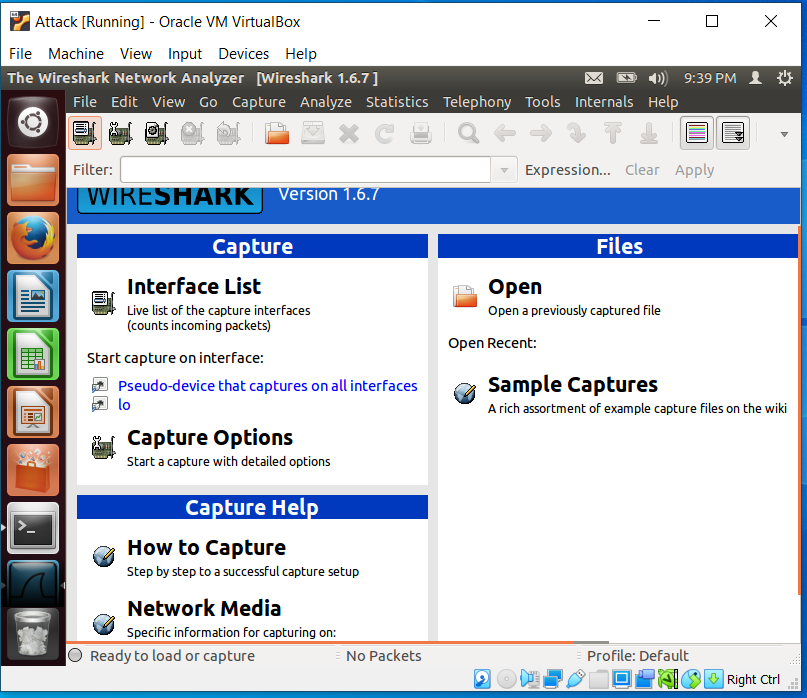 Attack [Running] - Oracle VM VirtualBox
File Machine View Input Devices Help
The Wireshark Network Analyzer [Wireshark 1.6.7 ] 9:39 PM
File Edit View Go Capture Analyze Statistics Telephony Tools Internals Help
Filter: Expression... Clear Apply
WIRESHARK Version 1.6.7
Capture
Interface List
Live list of the capture interfaces
(counts incoming packets)
Start capture on interface:
Pseudo-device that captures on all interfaces
lo
Capture Options
Start a capture with detailed options
Capture Help
How to Capture
Step by step to a successful capture setup
Network Media
Specific information for capturing on:
Files
Open
Open a previously captured file
Open Recent:
Sample Captures
A rich assortment of example capture files on the wiki
Ready to load or capture No Packets Profile: Default
Right Ctrl